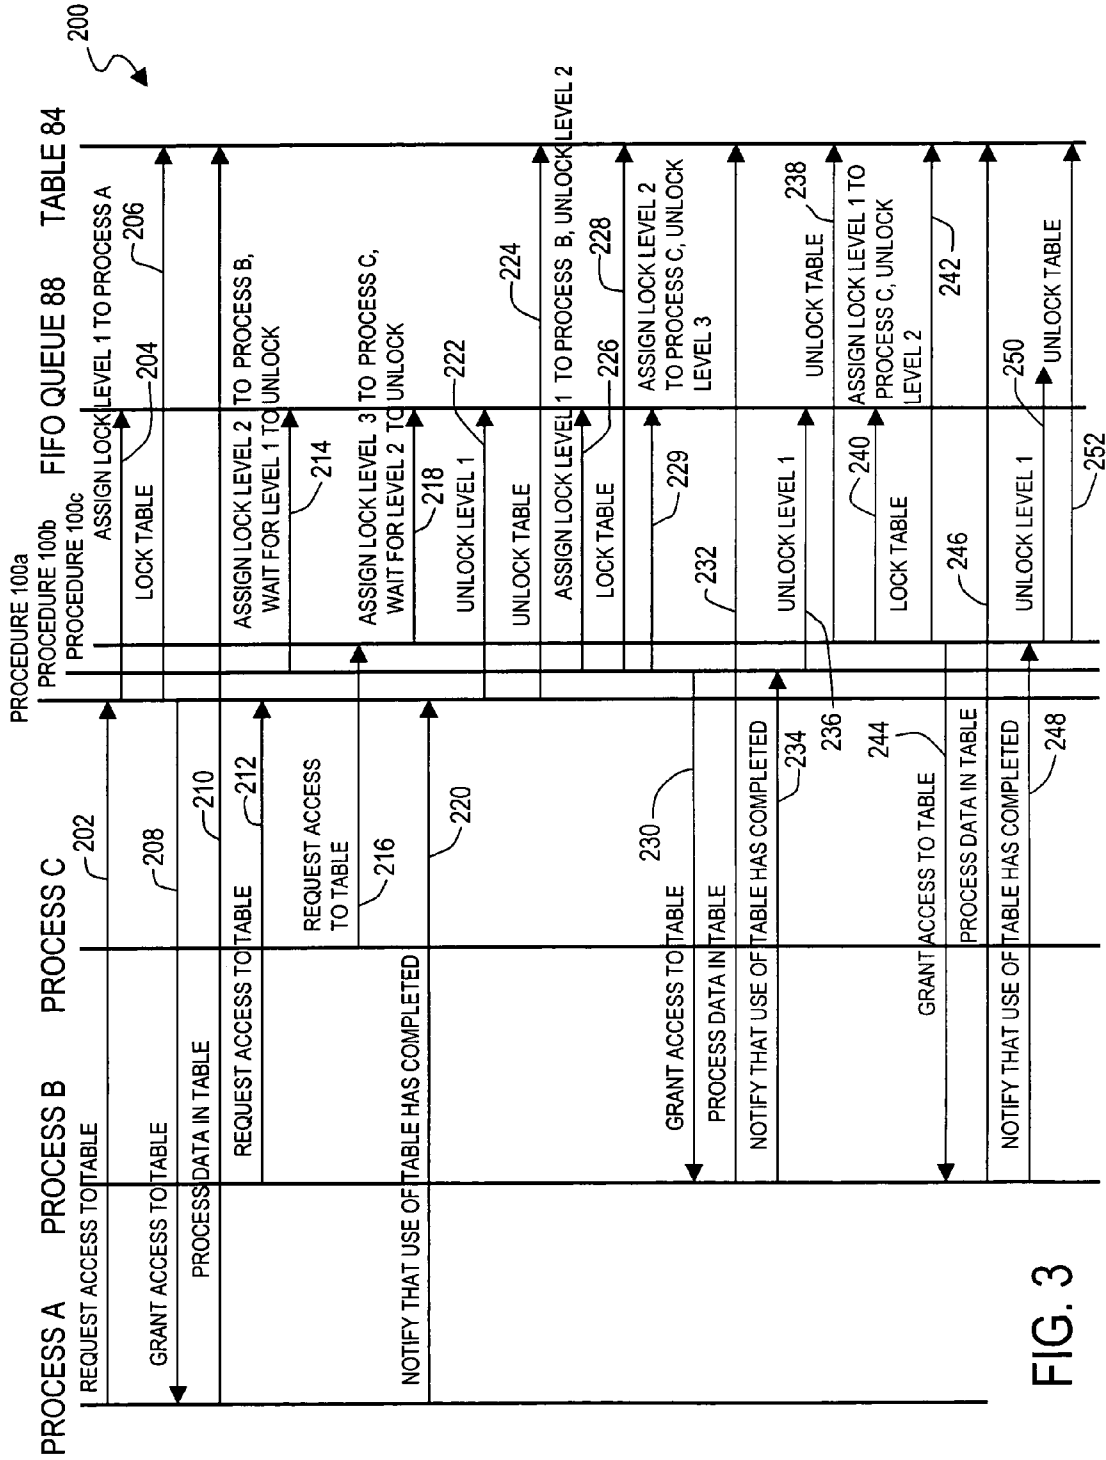 200
PROCEDURE 100a
PROCEDURE 100b
PROCEDURE 100c
PROCESS A
PROCESS B
PROCESS C
FIFO QUEUE 88
TABLE 84
REQUEST ACCESS TO TABLE
202
ASSIGN LOCK LEVEL 1 TO PROCESS A
204
LOCK TABLE
206
GRANT ACCESS TO TABLE
208
PROCESS DATA IN TABLE
210
REQUEST ACCESS TO TABLE
212
ASSIGN LOCK LEVEL 2 TO PROCESS B,
WAIT FOR LEVEL 1 TO UNLOCK
214
REQUEST ACCESS
TO TABLE
216
ASSIGN LOCK LEVEL 3 TO PROCESS C,
WAIT FOR LEVEL 2 TO UNLOCK
218
NOTIFY THAT USE OF TABLE HAS COMPLETED
220
UNLOCK LEVEL 1
222
UNLOCK TABLE
224
ASSIGN LOCK LEVEL 1 TO PROCESS B, UNLOCK LEVEL 2
226
LOCK TABLE
228
ASSIGN LOCK LEVEL 2
TO PROCESS C, UNLOCK
LEVEL 3
229
GRANT ACCESS TO TABLE
230
PROCESS DATA IN TABLE
232
NOTIFY THAT USE OF TABLE HAS COMPLETED
234
UNLOCK LEVEL 1
236
UNLOCK TABLE
238
ASSIGN LOCK LEVEL 1 TO
PROCESS C, UNLOCK
LEVEL 2
240
LOCK TABLE
242
GRANT ACCESS TO TABLE
244
PROCESS DATA IN TABLE
246
NOTIFY THAT USE OF TABLE HAS COMPLETED
248
UNLOCK LEVEL 1
250
UNLOCK TABLE
252
FIG. 3